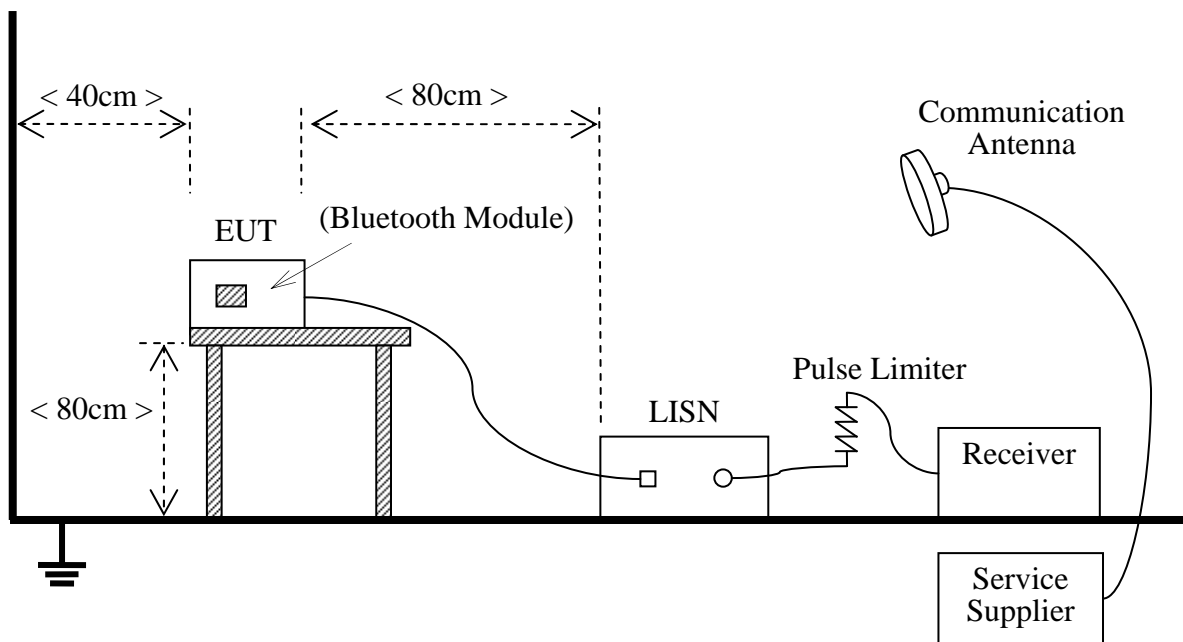 < 40cm >
< 80cm >
Communication
Antenna
(Bluetooth Module)
EUT
Pulse Limiter
< 80cm >
LISN
Receiver
Service
Supplier